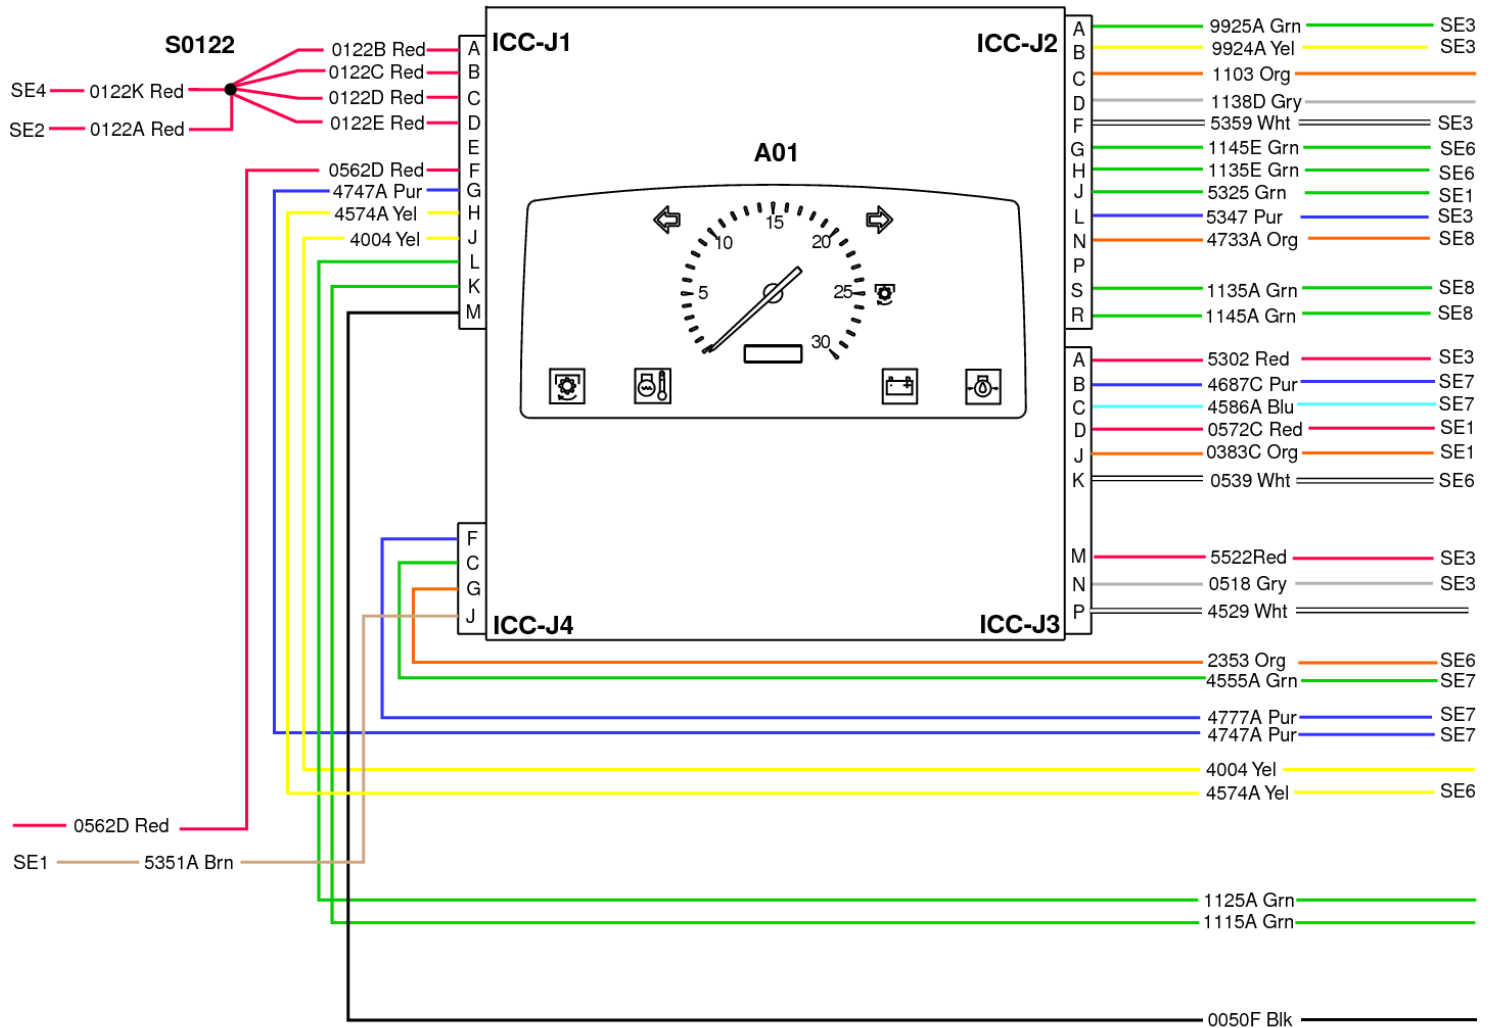 S0122
ICC-J1
ICC-J2
A01
SE4 0122K Red
SE2 0122A Red
0122B Red A
0122C Red B
0122D Red C
0122E Red D
E
0562D Red F
4747A Pur G
4574A Yel H
4004 Yel J
L
K
M
A 9925A Grn SE3
B 9924A Yel SE3
C 1103 Org
D 1138D Gry
F 5359 Wht SE3
G 1145E Grn SE6
H 1135E Grn SE6
J 5325 Grn SE1
L 5347 Pur SE3
N 4733A Org SE8
P
S 1135A Grn SE8
R 1145A Grn SE8
5
10
15
20
25
30
A 5302 Red SE3
B 4687C Pur SE7
C 4586A Blu SE7
D 0572C Red SE1
J 0383C Org SE1
K 0539 Wht SE6
M 5522Red SE3
N 0518 Gry SE3
P 4529 Wht
F
C
G
J
ICC-J4
ICC-J3
2353 Org SE6
4555A Grn SE7
4777A Pur SE7
4747A Pur SE7
4004 Yel
4574A Yel SE6
0562D Red
SE1 5351A Brn
1125A Grn
1115A Grn
0050F Blk